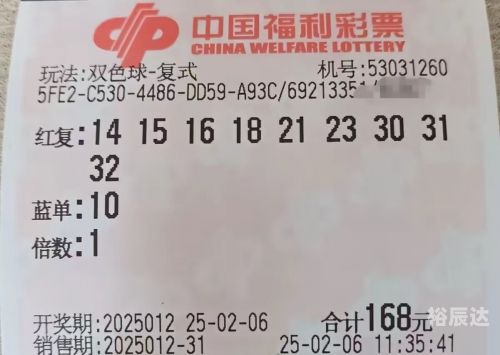 中国福利彩票
CHINA WELFARE LOTTERY
玩法:双色球-复式 机号:53031260
5FE2-C530-4486-DD59-A93C/69213351/
红复:14 15 16 18 21 23 30 31
32
蓝单:10
倍数:1
开奖期:2025012 25-02-06 合计168元
销售期:2025012-31 25-02-06 11:35:41
裕辰达